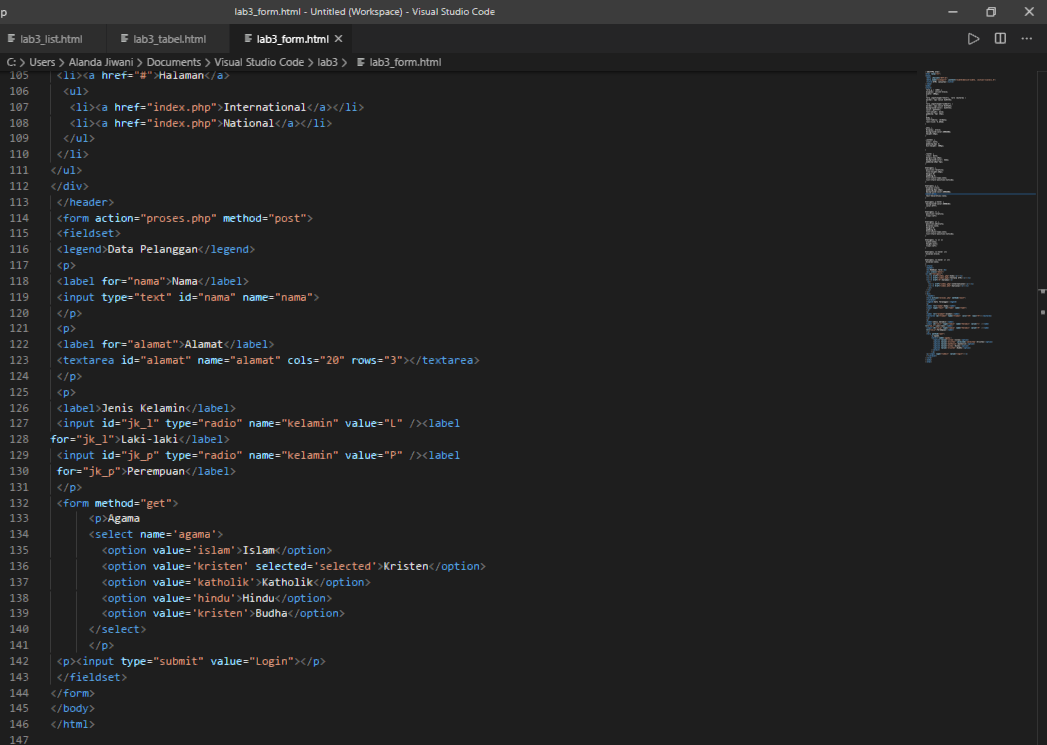 p
lab3_form.html - Untitled (Workspace) - Visual Studio Code
lab3_list.html
lab3_tabel.html
lab3_form.html
C: > Users > Alanda Jiwani > Documents > Visual Studio Code > lab3 > lab3_form.html
105 <li><a href="#">Halaman</a>
106 <ul>
107 <li><a href="index.php">International</a></li>
108 <li><a href="index.php">National</a></li>
109 </ul>
110 </li>
111 </ul>
112 </div>
113 </header>
114 <form action="proses.php" method="post">
115 <fieldset>
116 <legend>Data Pelanggan</legend>
117 <p>
118 <label for="nama">Nama</label>
119 <input type="text" id="nama" name="nama">
120 </p>
121 <p>
122 <label for="alamat">Alamat</label>
123 <textarea id="alamat" name="alamat" cols="20" rows="3"></textarea>
124 </p>
125 <p>
126 <label>Jenis Kelamin</label>
127 <input id="jk_l" type="radio" name="kelamin" value="L" /><label
128 for="jk_l">Laki-laki</label>
129 <input id="jk_p" type="radio" name="kelamin" value="P" /><label
130 for="jk_p">Perempuan</label>
131 </p>
132 <form method="get">
133 <p>Agama
134 <select name='agama'>
135 <option value='islam'>Islam</option>
136 <option value='kristen' selected='selected'>Kristen</option>
137 <option value='katholik'>Katholik</option>
138 <option value='hindu'>Hindu</option>
139 <option value='kristen'>Budha</option>
140 </select>
141 </p>
142 <p><input type="submit" value="Login"></p>
143 </fieldset>
144 </form>
145 </body>
146 </html>
147